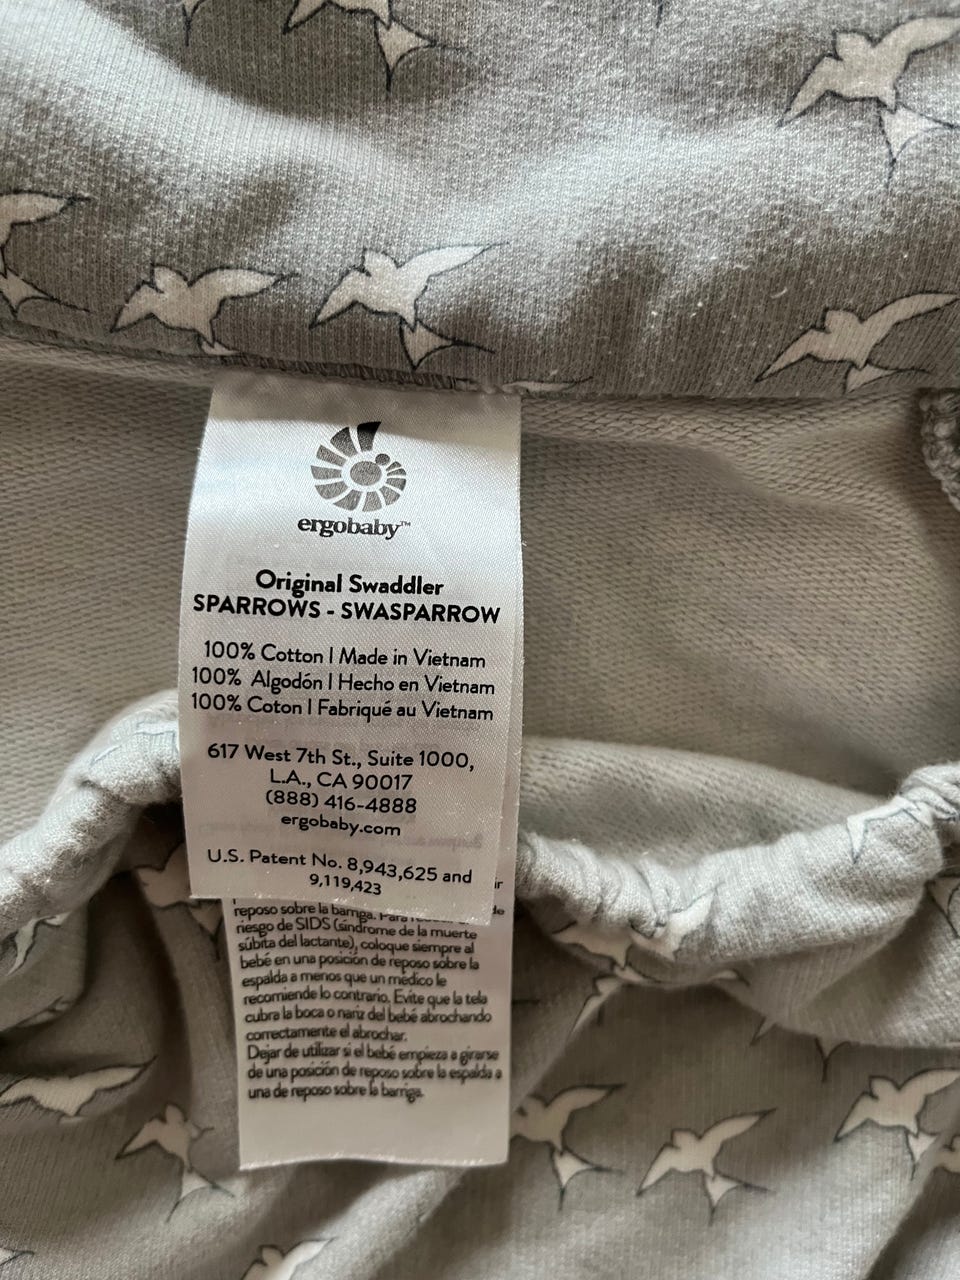 ergobaby™
Original Swaddler
SPARROWS - SWASPARROW
100% Cotton | Made in Vietnam
100% Algodón | Hecho en Vietnam
100% Coton | Fabriqué au Vietnam
617 West 7th St., Suite 1000,
L.A., CA 90017
(888) 416-4888
ergobaby.com
U.S. Patent No. 8,943,625 and
9,119,423
reposo sobre la barriga. Para
riesgo de SIDS (síndrome de la muerte
súbita del lactante), coloque siempre al
bebé en una posición de reposo sobre la
espalda a menos que un médico le
recomiende lo contrario. Evite que la tela
cubra la boca o nariz del bebé abrochando
correctamente el abrochar.
Dejar de utilizar si el bebé empieza a girarse
de una posición de reposo sobre la espalda a
una de reposo sobre la barriga.